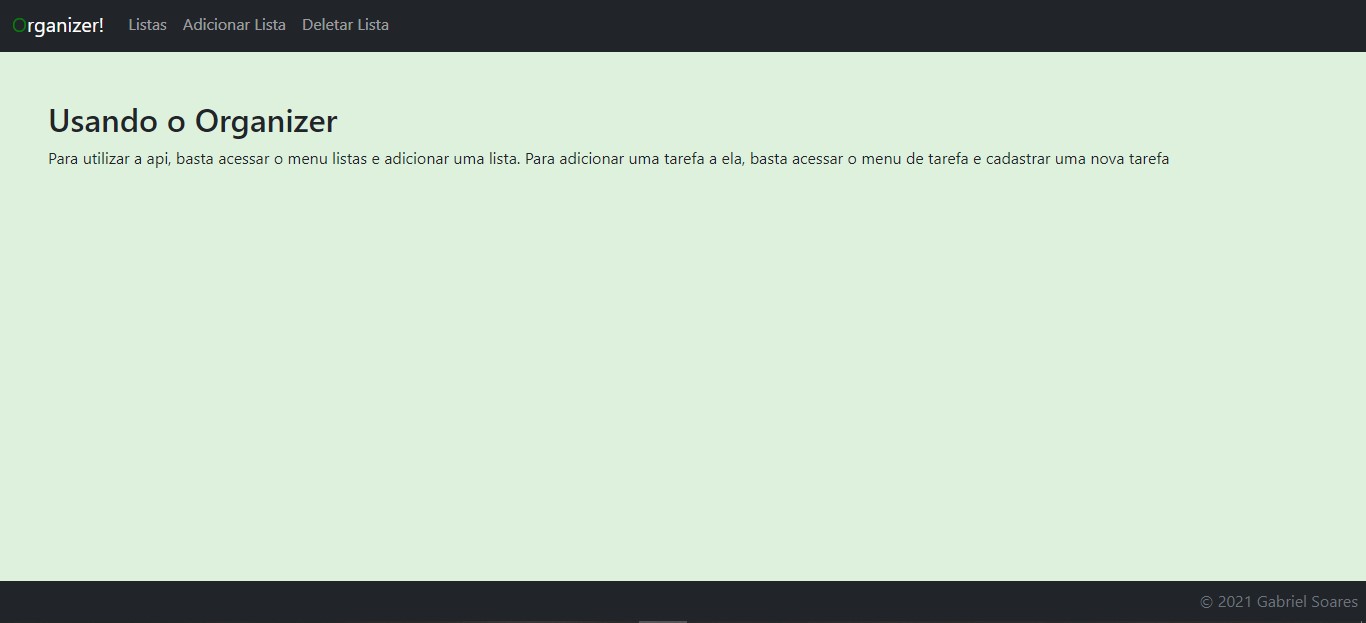 Organizer! Listas Adicionar Lista Deletar Lista
Usando o Organizer
Para utilizar a api, basta acessar o menu listas e adicionar uma lista. Para adicionar uma tarefa a ela, basta acessar o menu de tarefa e cadastrar uma nova tarefa
© 2021 Gabriel Soares